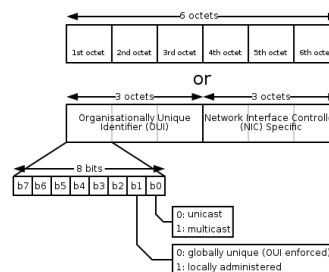 6 octets
1st octet 2nd octet 3rd octet 4th octet 5th octet 6th octet
or
3 octets 3 octets
Organisationally Unique
Identifier (OUI)
Network Interface Controlle
(NIC) Specific
8 bits
b7 b6 b5 b4 b3 b2 b1 b0
0: unicast
1: multicast
0: globally unique (OUI enforced)
1: locally administered